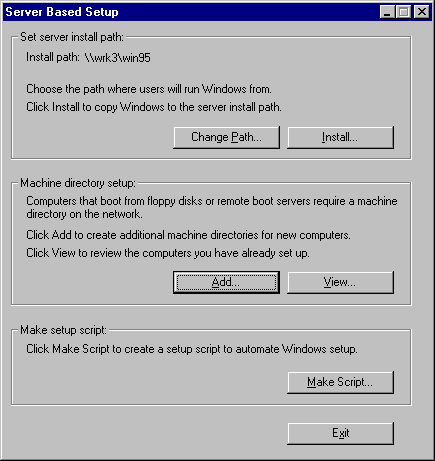 Server Based Setup
Set server install path:
Install path: \\wrk3\win95
Choose the path where users will run Windows from.
Click Install to copy Windows to the server install path.
Change Path...
Install...
Machine directory setup:
Computers that boot from floppy disks or remote boot servers require a machine
directory on the network.
Click Add to create additional machine directories for new computers.
Click View to review the computers you have already set up.
Add...
View...
Make setup script:
Click Make Script to create a setup script to automate Windows setup.
Make Script...
Exit